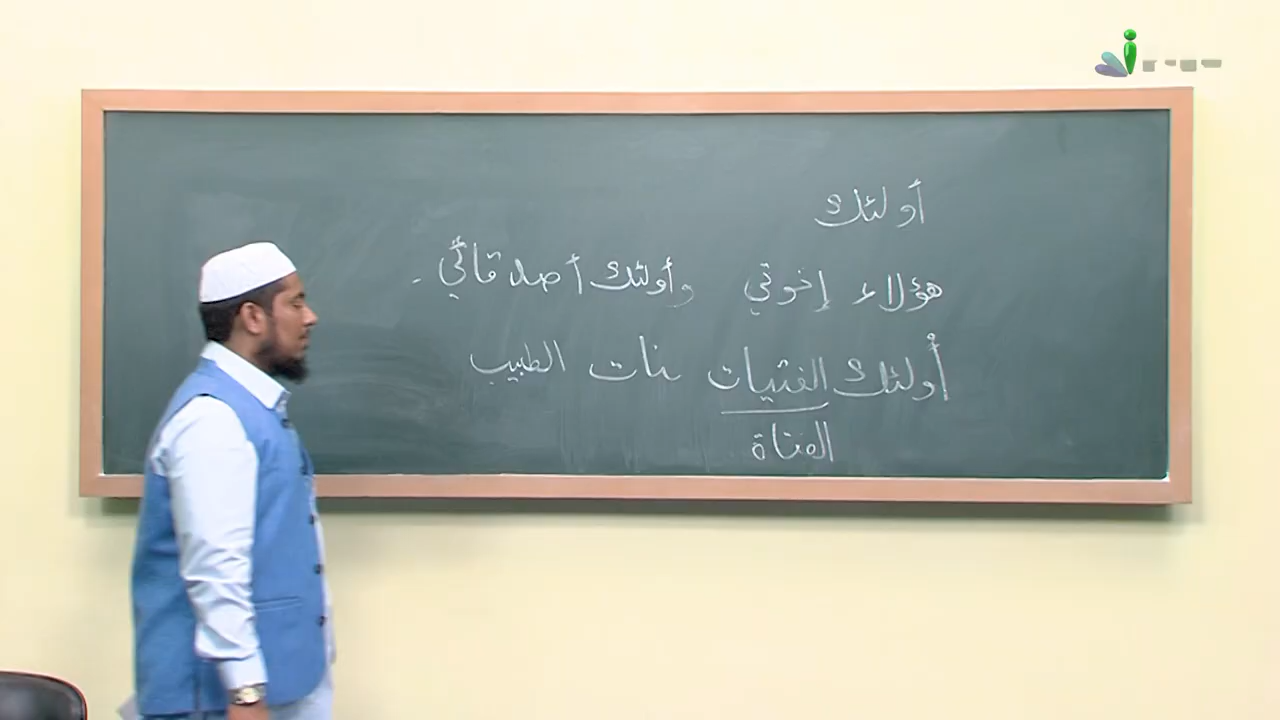 أولئك
هؤلاء إخوتي وأولئك أصدقائي.
أولئك الفتيات بنات الطبيب
الفتاة